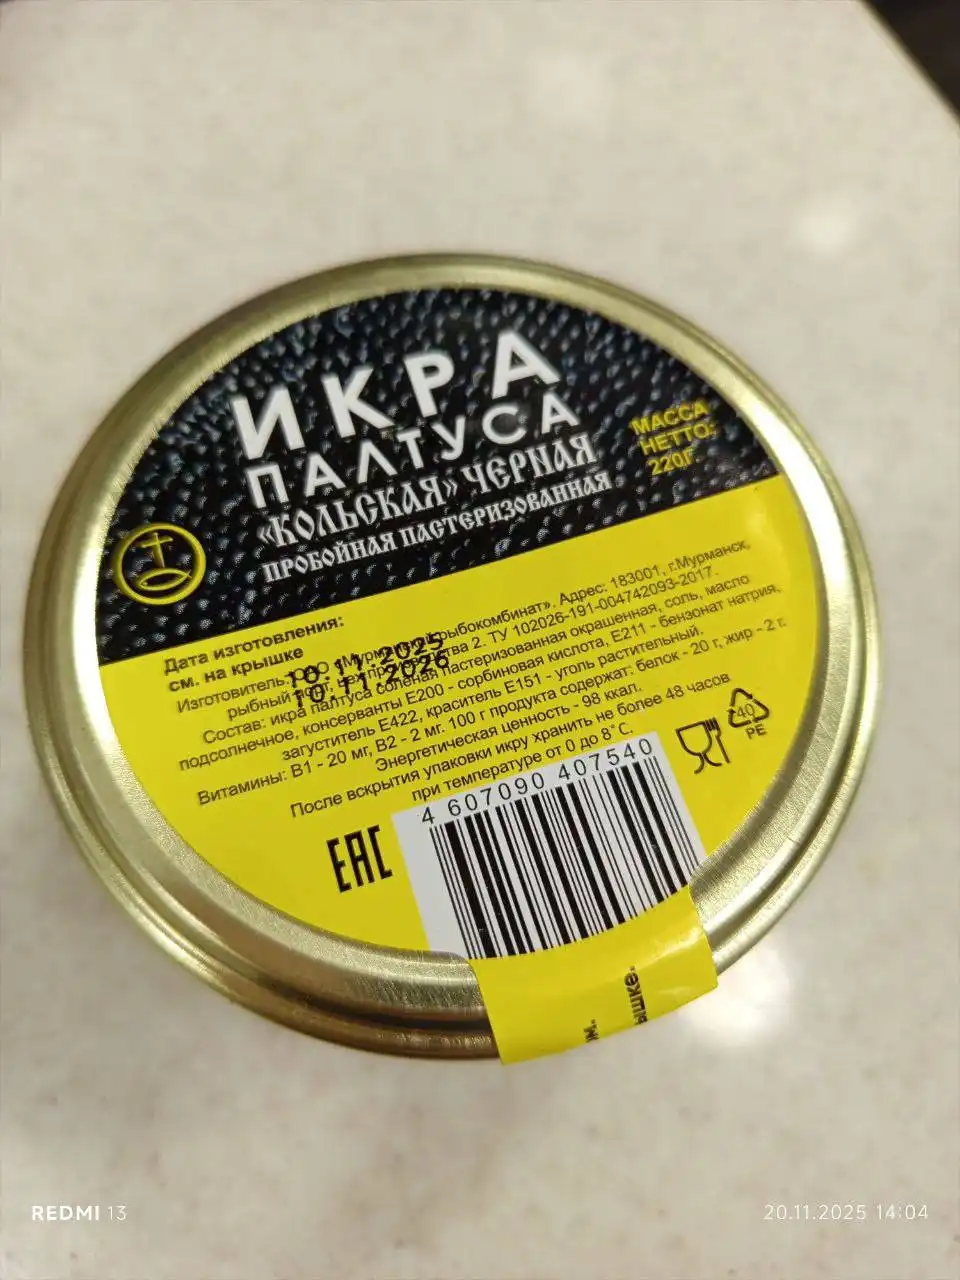 ИКРА
ПАЛТУСА
«КОЛЬСКАЯ» ЧЕРНАЯ
ПРОБОЙНАЯ ПАСТЕРИЗОВАННАЯ
МАССА
НЕТТО:
220Г.
Дата изготовления:
см. на крышке
10.11.2025
10.11.2026
Изготовитель: рыбокомбинат». Адрес: 183001, г.Мурманск,
рыбный 2. ТУ 102026-191-004742093-2017.
Состав: икра палтуса соленая пастеризованная окрашенная, соль, масло
подсолнечное, консерванты Е200 - сорбиновая кислота, Е211 - бензонат натрия,
загуститель Е422, краситель Е151 - уголь растительный.
Витамины: В1 - 20 мг, В2 - 2 мг. 100 г продукта содержат: белок - 20 г, жир - 2 г.
Энергетическая ценность - 98 ккал.
После вскрытия упаковки икру хранить не более 48 часов
при температуре от 0 до 8°С.
40
PE
4 607090 407540
EAC
REDMI 13
20.11.2025 14:04